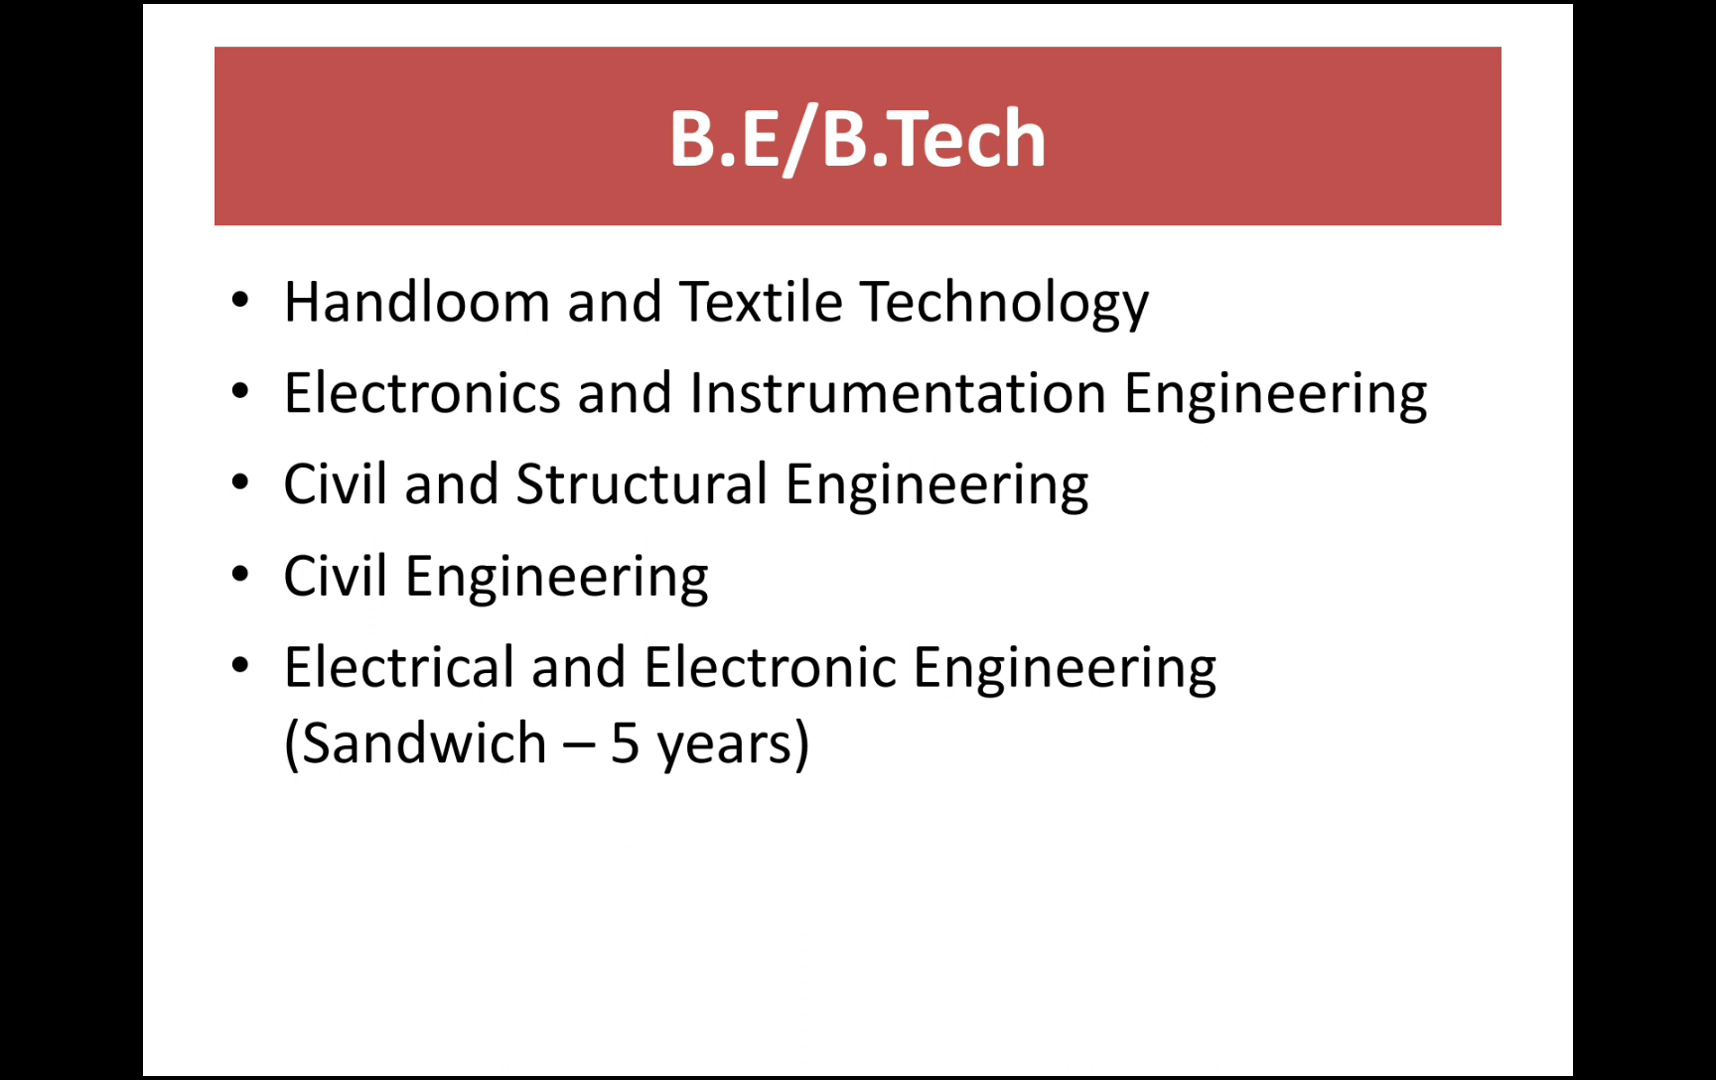 B.E/B.Tech
• Handloom and Textile Technology
• Electronics and Instrumentation Engineering
• Civil and Structural Engineering
• Civil Engineering
• Electrical and Electronic Engineering
(Sandwich – 5 years)